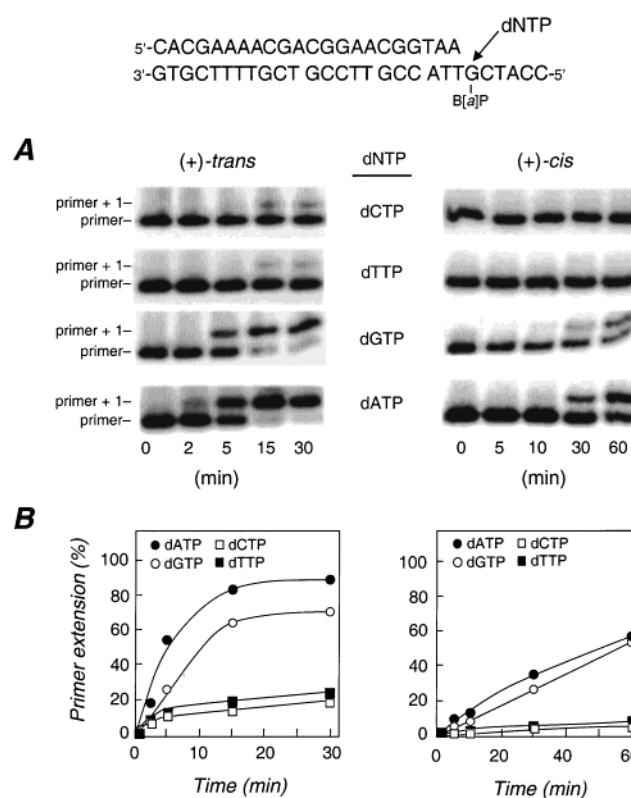 dNTP
5'-CACGAAAACGACGGAACGGTAA
3'-GTGCTTTTGCT GCCTT GCC ATTGCTACC-5'
B[a]P
A
(+)-trans
dNTP
(+)-cis
primer + 1–
primer–
dCTP
primer + 1–
primer–
dTTP
primer + 1–
primer–
dGTP
primer + 1–
primer–
dATP
0 2 5 15 30
(min)
0 5 10 30 60
(min)
B
Primer extension (%)
100
80
60
40
20
0
dATP dCTP
dGTP dTTP
0 10 20 30
Time (min)
100
80
60
40
20
0
dATP dCTP
dGTP dTTP
0 20 40 60
Time (min)